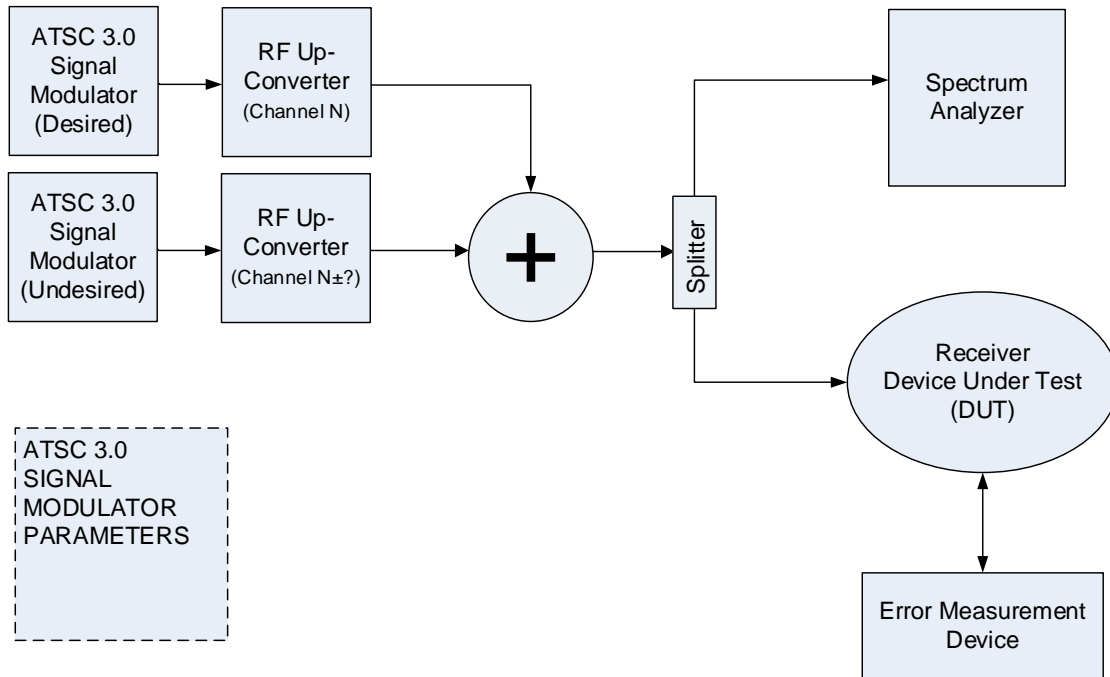 ATSC 3.0
Signal
Modulator
(Desired)
RF Up-
Converter
(Channel N)
Spectrum
Analyzer
ATSC 3.0
Signal
Modulator
(Undesired)
RF Up-
Converter
(Channel N±?)
+
Splitter
Receiver
Device Under Test
(DUT)
ATSC 3.0
SIGNAL
MODULATOR
PARAMETERS
Error Measurement
Device